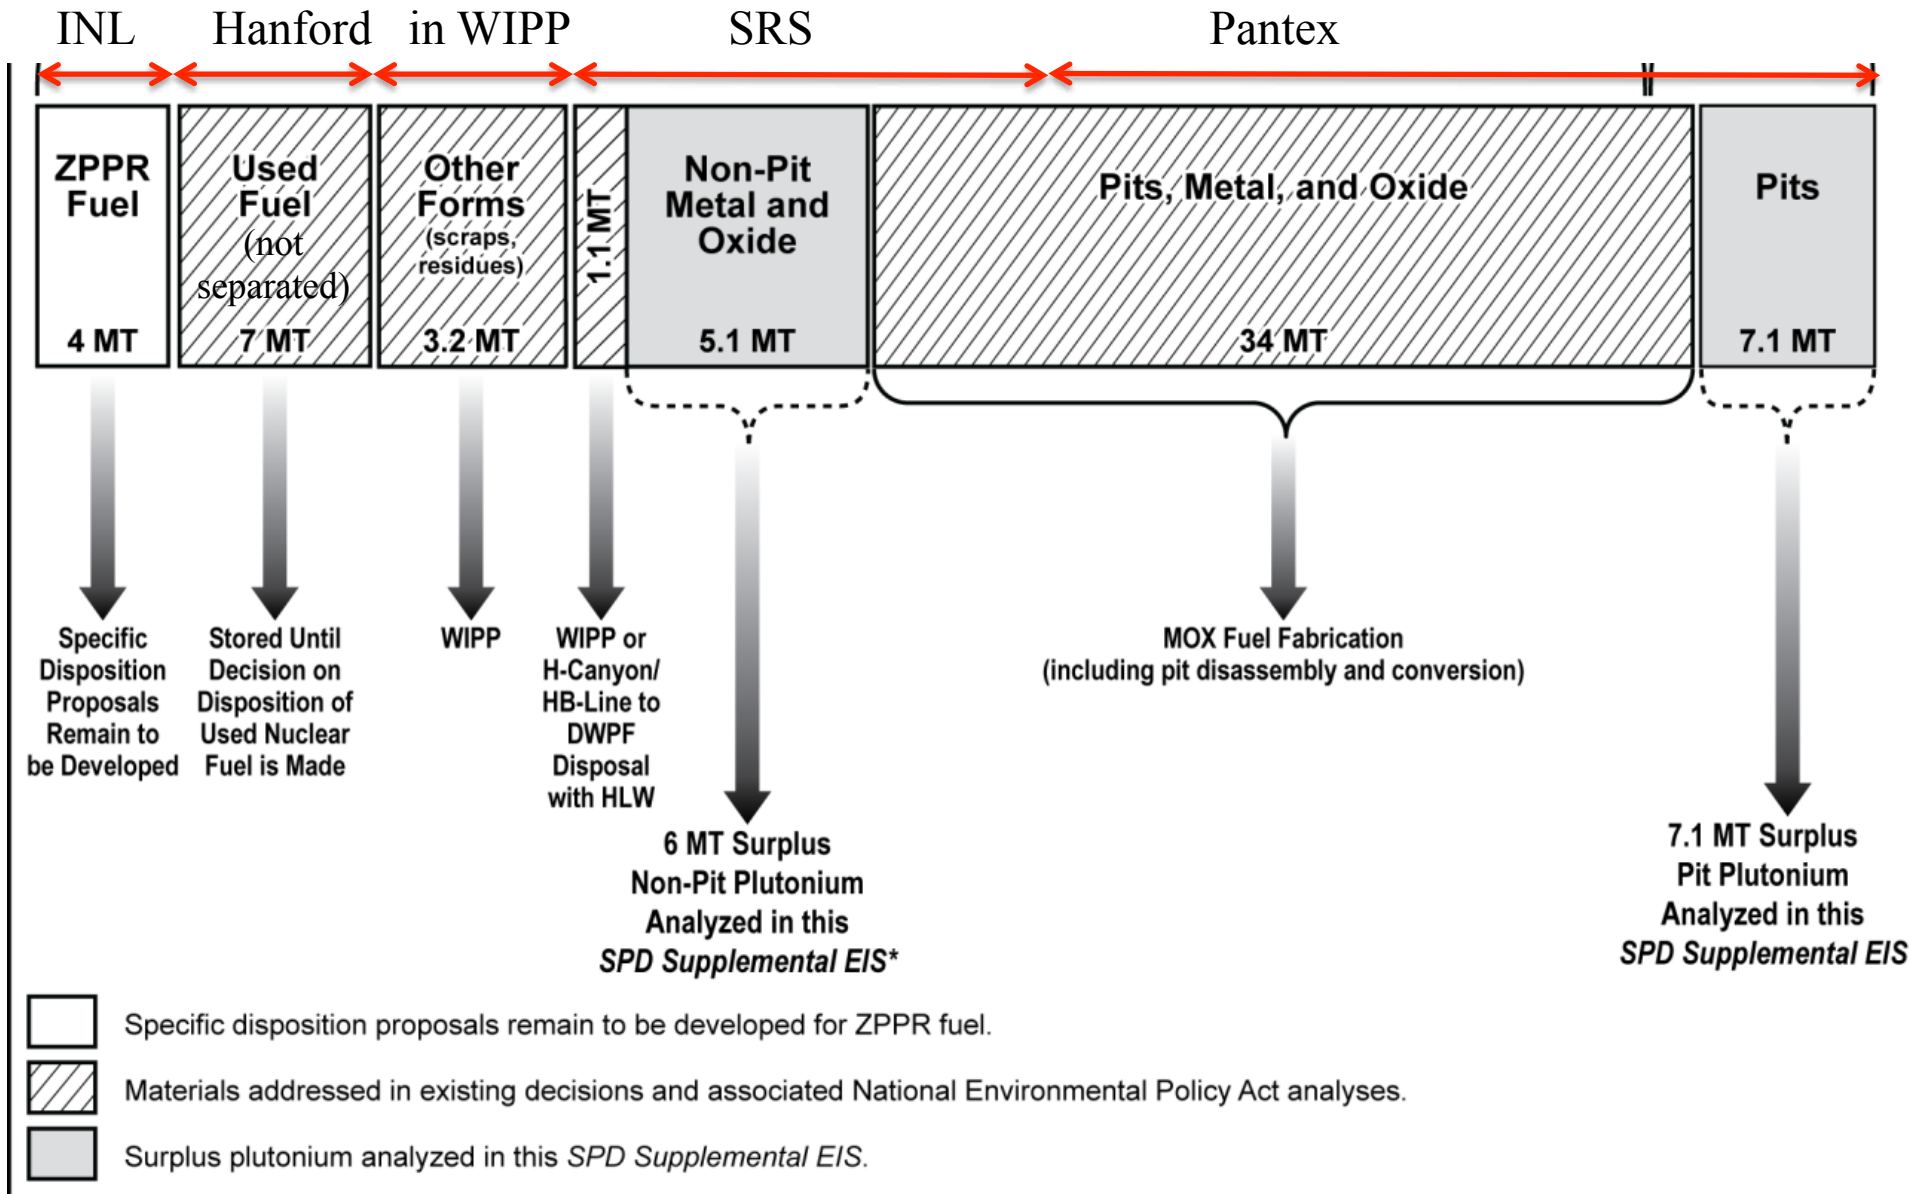 INL
Hanford
in WIPP
SRS
Pantex
ZPPR
Fuel
4 MT
Used
Fuel
(not
separated)
7 MT
Other
Forms
(scraps,
residues)
3.2 MT
1.1 MT
Non-Pit
Metal and
Oxide
5.1 MT
Pits, Metal, and Oxide
34 MT
Pits
7.1 MT
Specific
Disposition
Proposals
Remain to
be Developed
Stored Until
Decision on
Disposition of
Used Nuclear
Fuel is Made
WIPP
WIPP or
H-Canyon/
HB-Line to
DWPF
Disposal
with HLW
6 MT Surplus
Non-Pit Plutonium
Analyzed in this
SPD Supplemental EIS*
MOX Fuel Fabrication
(including pit disassembly and conversion)
7.1 MT Surplus
Pit Plutonium
Analyzed in this
SPD Supplemental EIS
Specific disposition proposals remain to be developed for ZPPR fuel.
Materials addressed in existing decisions and associated National Environmental Policy Act analyses.
Surplus plutonium analyzed in this SPD Supplemental EIS.